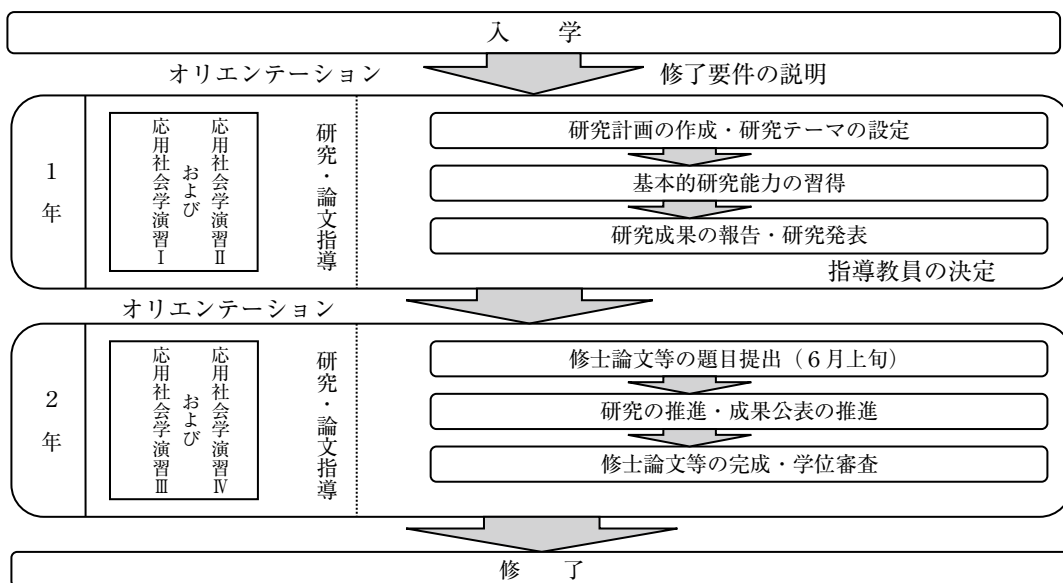 入　学
オリエンテーション
修了要件の説明
1年
応用社会学演習Ⅰ
および
応用社会学演習Ⅱ
研究・論文指導
研究計画の作成・研究テーマの設定
基本的研究能力の習得
研究成果の報告・研究発表
指導教員の決定
オリエンテーション
2年
応用社会学演習Ⅲ
および
応用社会学演習Ⅳ
研究・論文指導
修士論文等の題目提出（６月上旬）
研究の推進・成果公表の推進
修士論文等の完成・学位審査
修　了